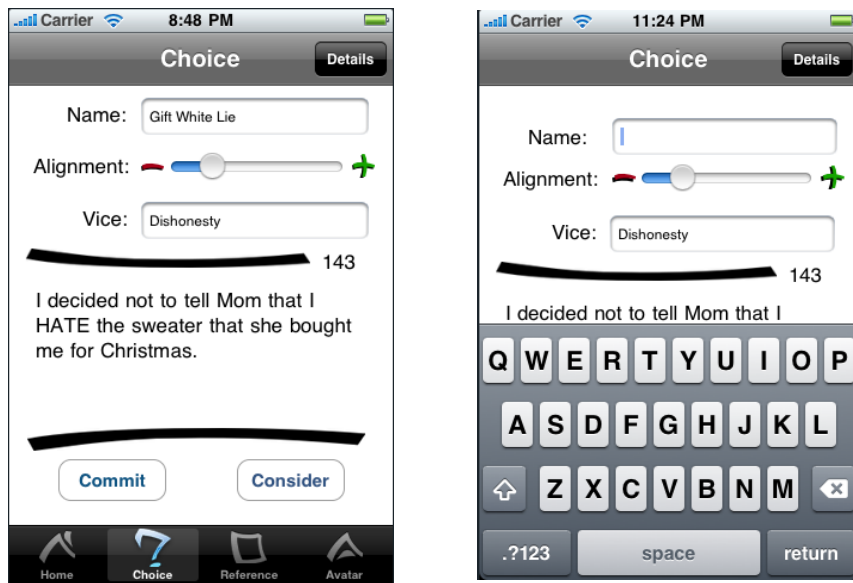 Carrier 8:48 PM
Choice Details
Name: Gift White Lie
Alignment:
Vice: Dishonesty
143
I decided not to tell Mom that I
HATE the sweater that she bought
me for Christmas.
Commit Consider
Home Choice Reference Avatar
Carrier 11:24 PM
Choice Details
Name:
Alignment:
Vice: Dishonesty
143
I decided not to tell Mom that I
Q W E R T Y U I O P
A S D F G H J K L
Z X C V B N M
.?123 space return